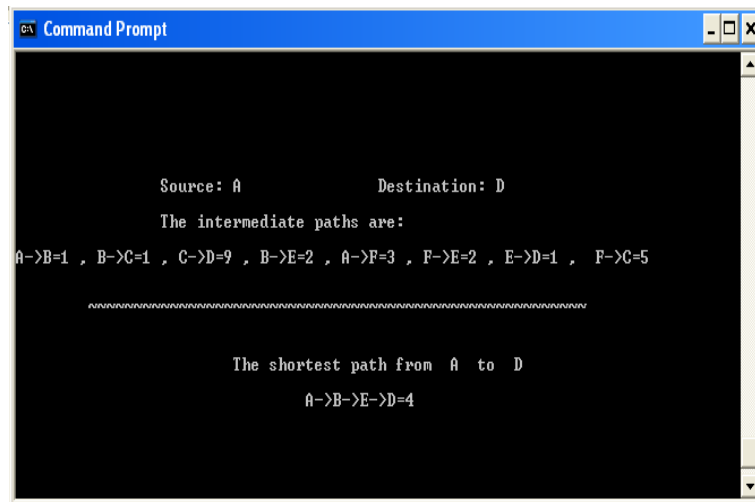 Command Prompt
Source: A Destination: D
The intermediate paths are:
A->B=1 , B->C=1 , C->D=9 , B->E=2 , A->F=3 , F->E=2 , E->D=1 , F->C=5
~~~~~~~~~~~~~~~~~~~~~~~~~~~~~~~~~~~~~~~~~~~~~~~~~~~~~~~
The shortest path from A to D
A->B->E->D=4